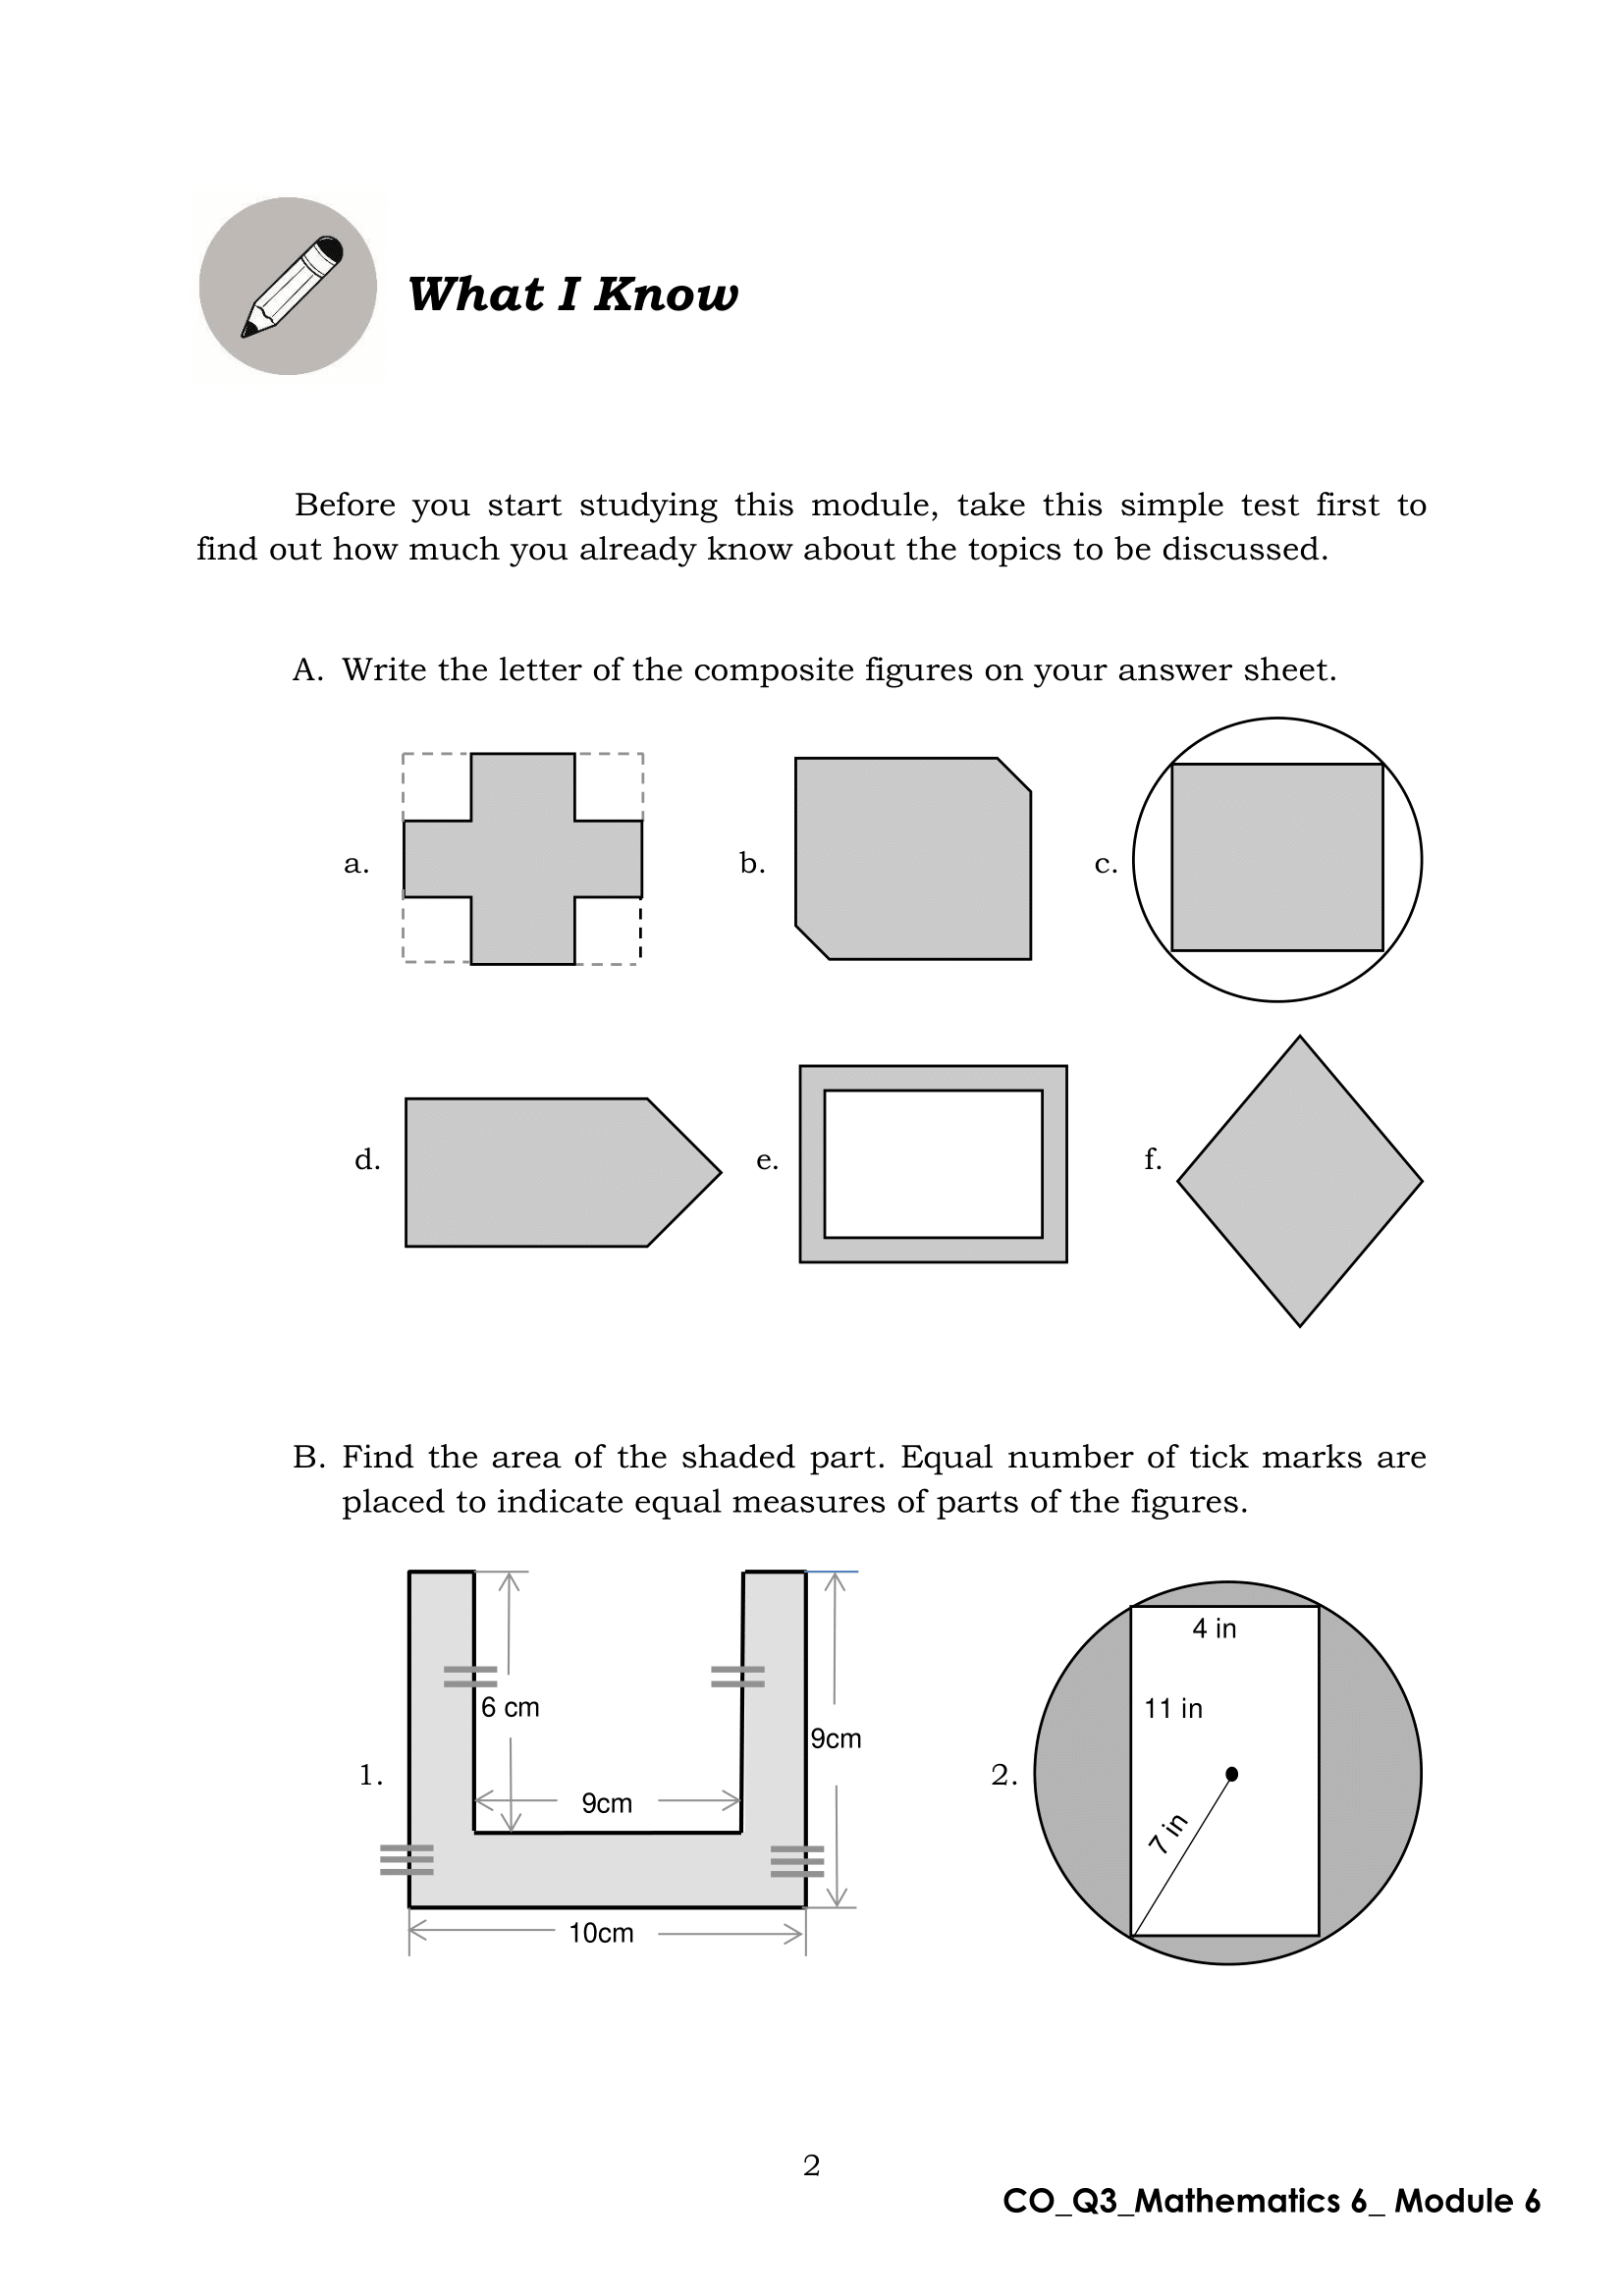 What I Know
Before you start studying this module, take this simple test first to
find out how much you already know about the topics to be discussed.
A. Write the letter of the composite figures on your answer sheet.
a.
b.
c.
d.
e.
f.
B. Find the area of the shaded part. Equal number of tick marks are
placed to indicate equal measures of parts of the figures.
1.
6 cm
9cm
9cm
10cm
2.
4 in
11 in
7 in
2
CO_Q3_Mathematics 6_ Module 6